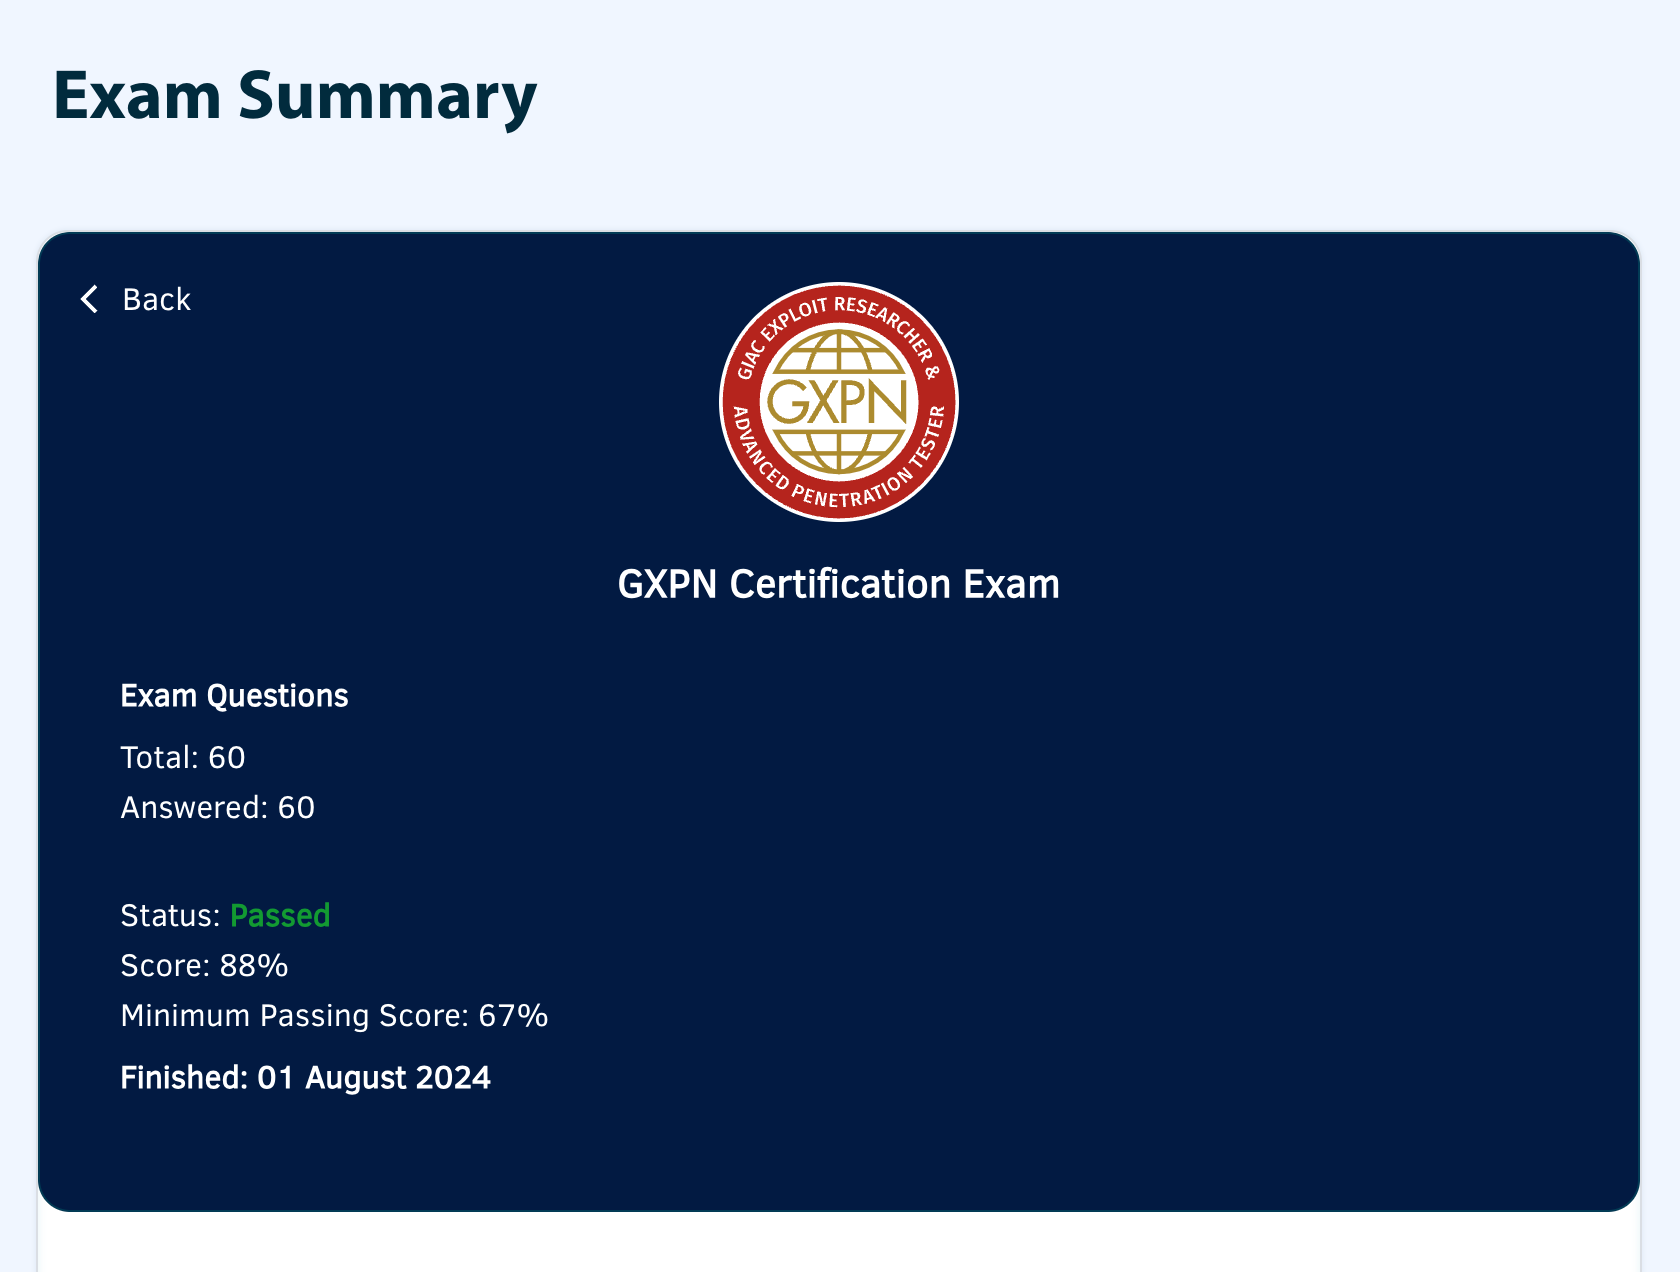 Exam Summary
Back
GIAC EXPLOIT RESEARCHER &
GXPN
ADVANCED PENETRATION TESTER
GXPN Certification Exam
Exam Questions
Total: 60
Answered: 60
Status: Passed
Score: 88%
Minimum Passing Score: 67%
Finished: 01 August 2024